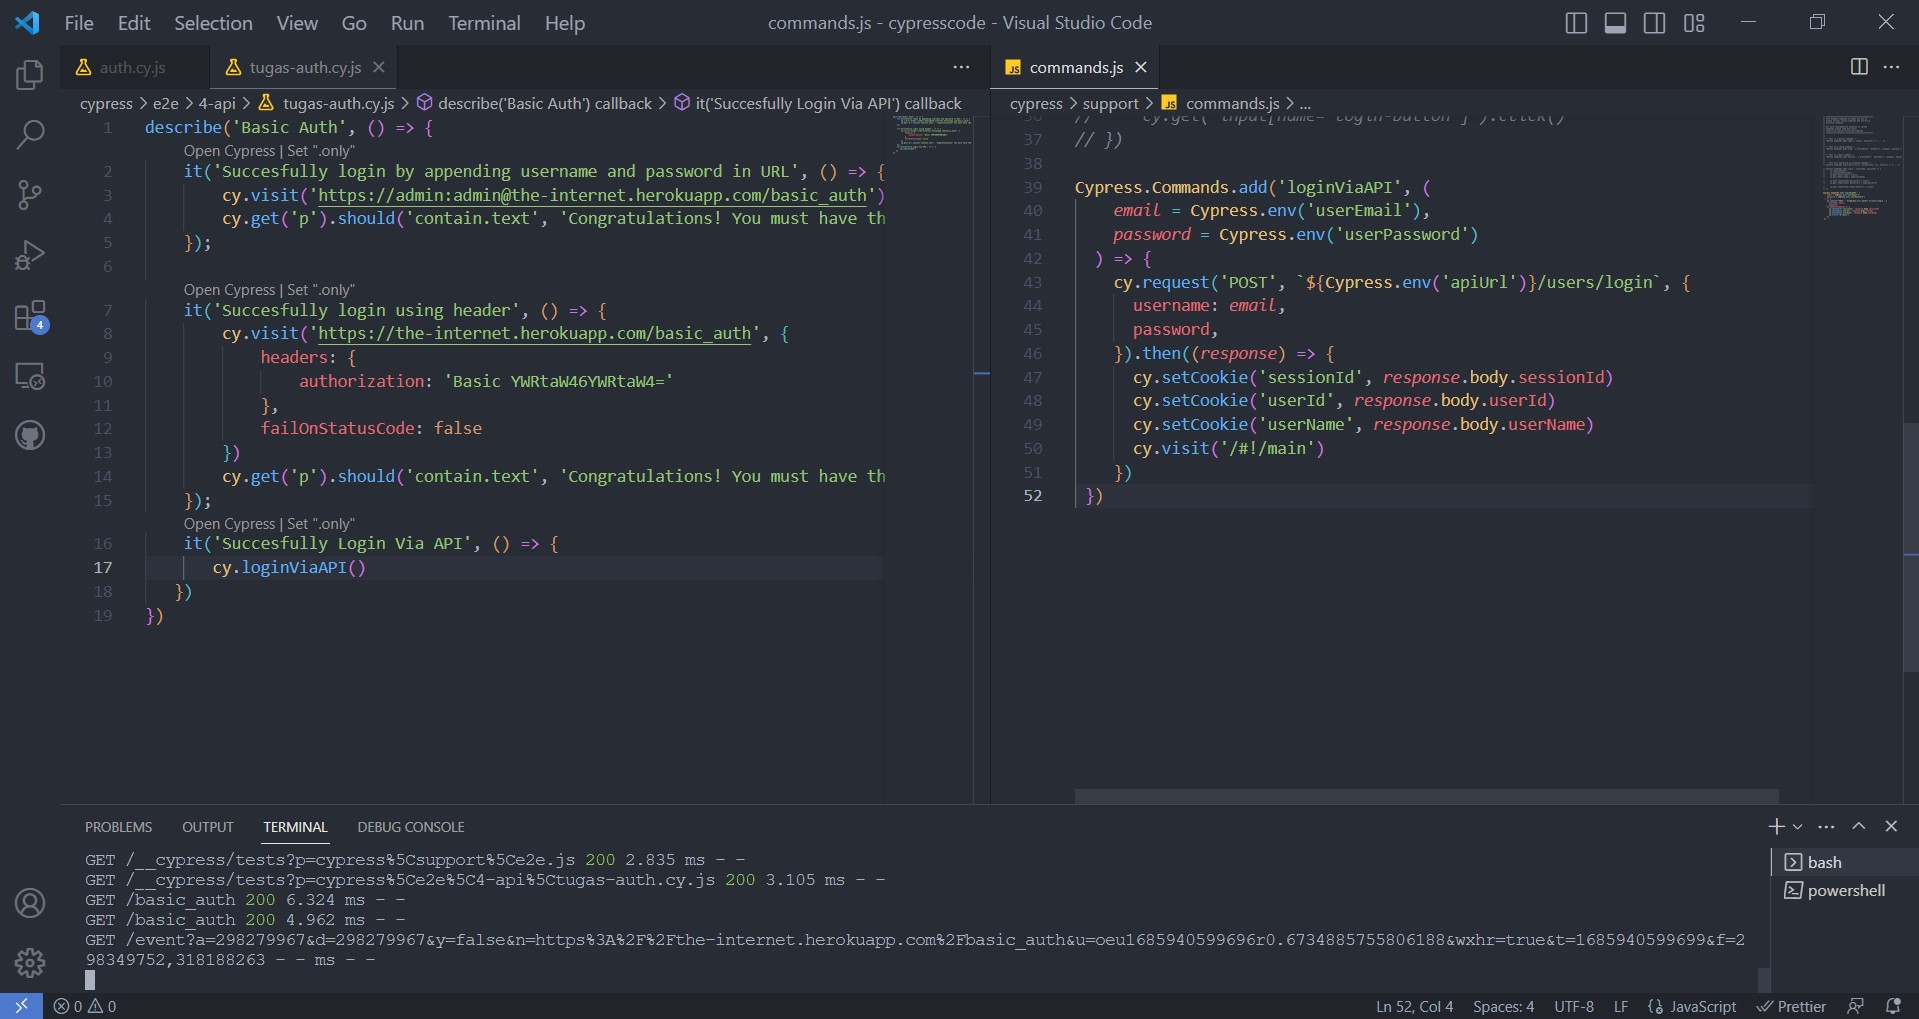 File Edit Selection View Go Run Terminal Help
commands.js - cypresscode - Visual Studio Code
auth.cy.js
tugas-auth.cy.js
cypress > e2e > 4-api > tugas-auth.cy.js > describe('Basic Auth') callback > it('Succesfully Login Via API') callback
1 describe('Basic Auth', () => {
Open Cypress | Set ".only"
2 it('Succesfully login by appending username and password in URL', () => {
3 cy.visit('https://admin:admin@the-internet.herokuapp.com/basic_auth')
4 cy.get('p').should('contain.text', 'Congratulations! You must have th
5 });
6
Open Cypress | Set ".only"
7 it('Succesfully login using header', () => {
8 cy.visit('https://the-internet.herokuapp.com/basic_auth', {
9 headers: {
10 authorization: 'Basic YWRtaW46YWRtaW4='
11 },
12 failOnStatusCode: false
13 })
14 cy.get('p').should('contain.text', 'Congratulations! You must have th
15 });
Open Cypress | Set ".only"
16 it('Succesfully Login Via API', () => {
17 cy.loginViaAPI()
18 })
19 })
commands.js
cypress > support > commands.js > ...
36 // cy.get('input[name="login-button"]').click()
37 // })
38
39 Cypress.Commands.add('loginViaAPI', (
40 email = Cypress.env('userEmail'),
41 password = Cypress.env('userPassword')
42 ) => {
43 cy.request('POST', `${Cypress.env('apiUrl')}/users/login`, {
44 username: email,
45 password,
46 }).then((response) => {
47 cy.setCookie('sessionId', response.body.sessionId)
48 cy.setCookie('userId', response.body.userId)
49 cy.setCookie('userName', response.body.userName)
50 cy.visit('/#!/main')
51 })
52 })
4
PROBLEMS OUTPUT TERMINAL DEBUG CONSOLE
GET /__cypress/tests?p=cypress%5Csupport%5Ce2e.js 200 2.835 ms - -
GET /__cypress/tests?p=cypress%5Ce2e%5C4-api%5Ctugas-auth.cy.js 200 3.105 ms - -
GET /basic_auth 200 6.324 ms - -
GET /basic_auth 200 4.962 ms - -
GET /event?a=298279967&d=298279967&y=false&n=https%3A%2F%2Fthe-internet.herokuapp.com%2Fbasic_auth&u=oeu1685940599696r0.6734885755806188&wxhr=true&t=1685940599699&f=2
98349752,318188263 - - ms - -
bash
powershell
0 0
Ln 52, Col 4 Spaces: 4 UTF-8 LF JavaScript Prettier